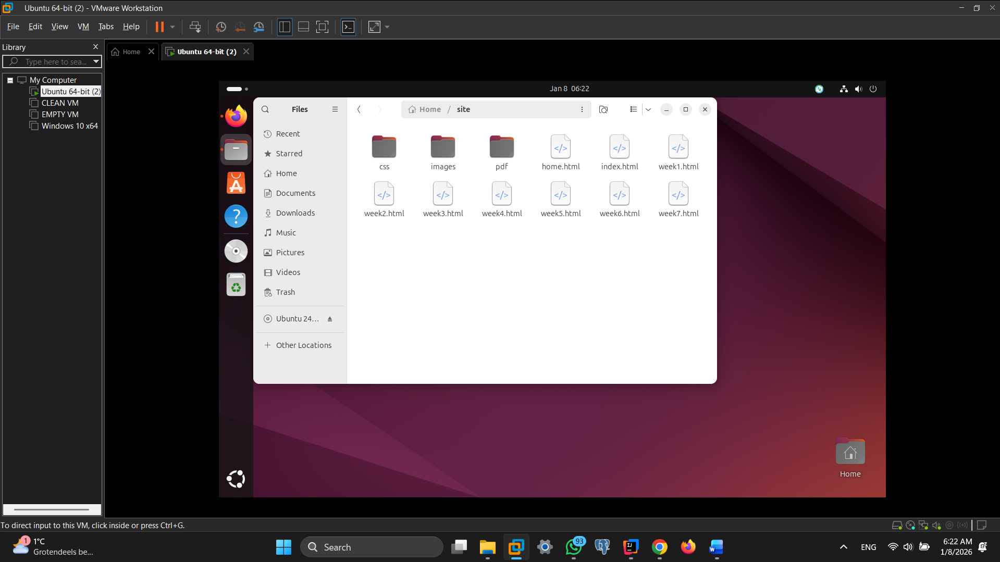 Ubuntu 64-bit (2) - VMware Workstation
File Edit View VM Tabs Help
Library
Type here to sea...
My Computer
Ubuntu 64-bit (2)
CLEAN VM
EMPTY VM
Windows 10 x64
Home
Ubuntu 64-bit (2)
Jan 8 06:22
Files
Home / site
Recent
Starred
Home
Documents
Downloads
Music
Pictures
Videos
Trash
Ubuntu 24...
Other Locations
css
images
pdf
home.html
index.html
week1.html
week2.html
week3.html
week4.html
week5.html
week6.html
week7.html
Home
To direct input to this VM, click inside or press Ctrl+G.
1
1°C
Grotendeels be...
Search
93
ENG
6:22 AM
1/8/2026